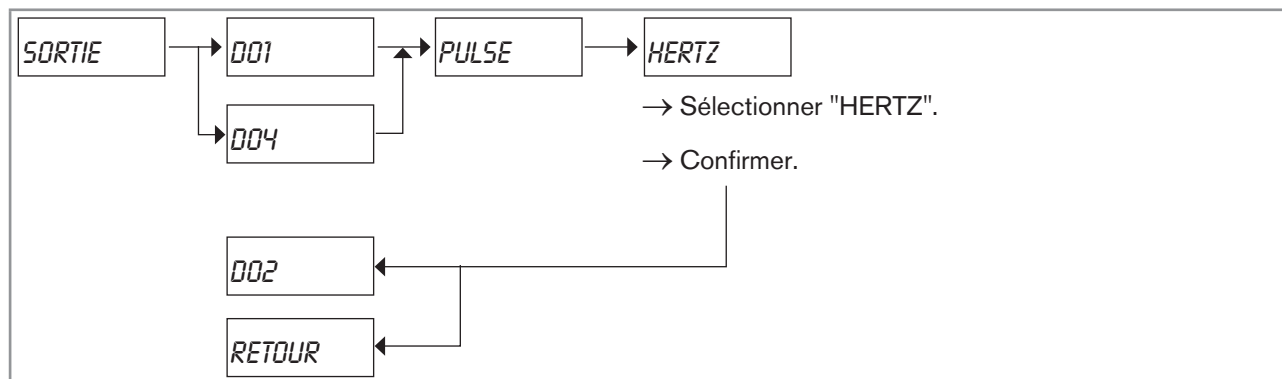 SORTIE
DO1
PULSE
HERTZ
DO4
→ Sélectionner "HERTZ".
→ Confirmer.
DO2
RETOUR